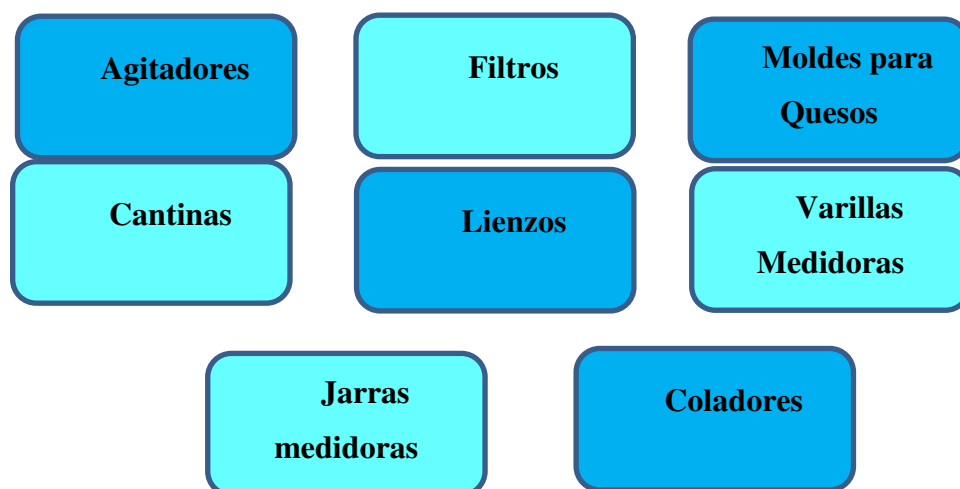 Agitadores
Filtros
Moldes para
Quesos
Cantinas
Lienzos
Varillas
Medidoras
Jarras
medidoras
Coladores